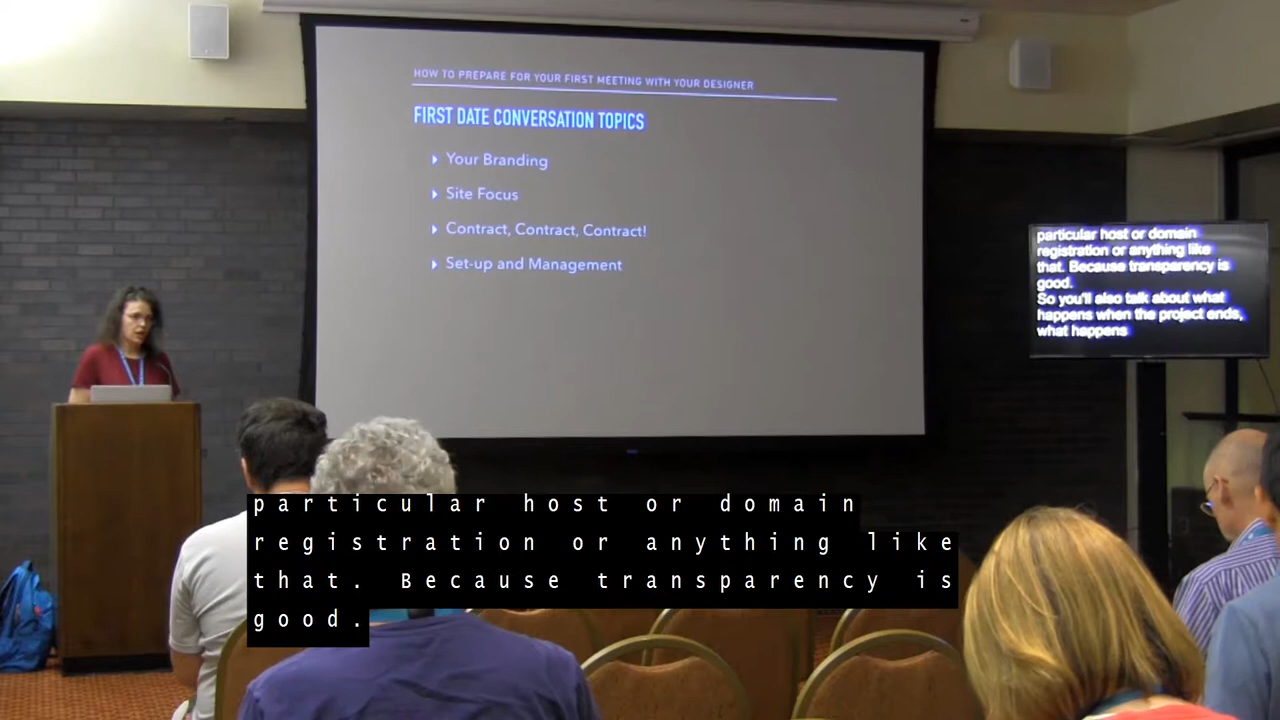 HOW TO PREPARE FOR YOUR FIRST MEETING WITH YOUR DESIGNER
FIRST DATE CONVERSATION TOPICS
Your Branding
Site Focus
Contract, Contract, Contract!
Set-up and Management
particular host or domain
registration or anything like
that. Because transparency is
good.
So you'll also talk about what
happens when the project ends,
what happens
particular host or domain
registration or anything like
that. Because transparency is
good.